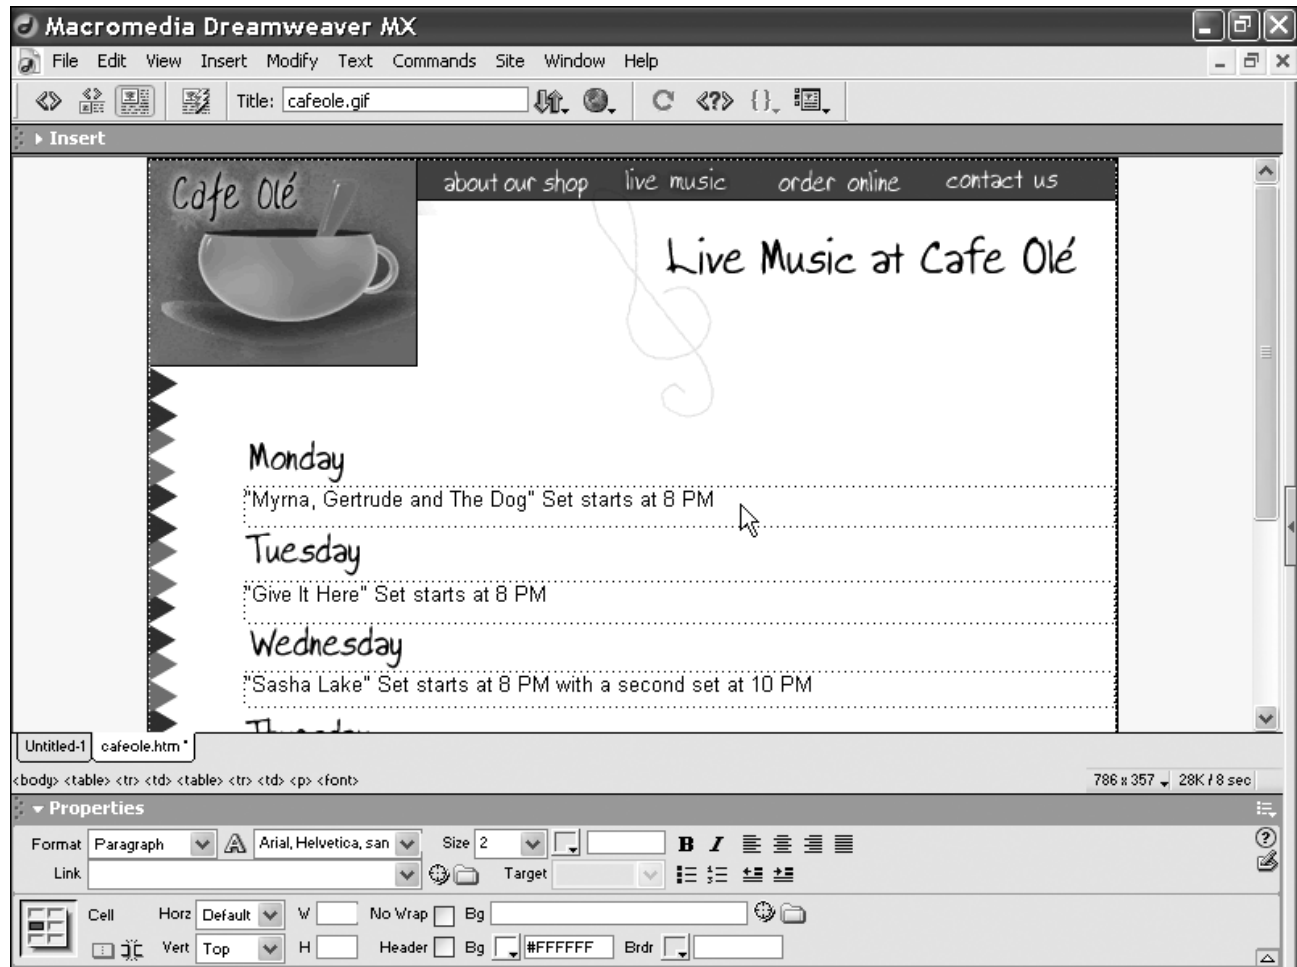 Macromedia Dreamweaver MX
File Edit View Insert Modify Text Commands Site Window Help
Title: cafeole.gif
Insert
Cafe Olé
about our shop live music order online contact us
Live Music at Cafe Olé
Monday
"Myrna, Gertrude and The Dog" Set starts at 8 PM
Tuesday
"Give It Here" Set starts at 8 PM
Wednesday
"Sasha Lake" Set starts at 8 PM with a second set at 10 PM
Untitled-1 cafeole.htm*
<body> <table> <tr> <td> <table> <tr> <td> <p> <font> 786 x 357 28K / 8 sec
Properties
Format Paragraph Arial, Helvetica, san Size 2 B I
Link Target
Cell Horz Default W No Wrap Bg
Vert Top H Header Bg #FFFFFF Brdr